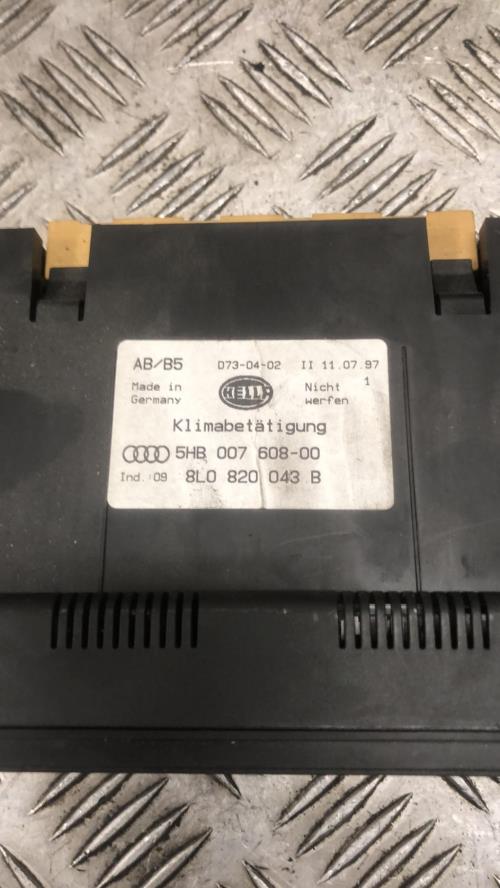 AB/B5 D73-04-02 II 11.07.97
Made in Germany HELLA Nicht werfen 1
Klimabetätigung
5HB 007 608-00
Ind.:09 8L0 820 043 B